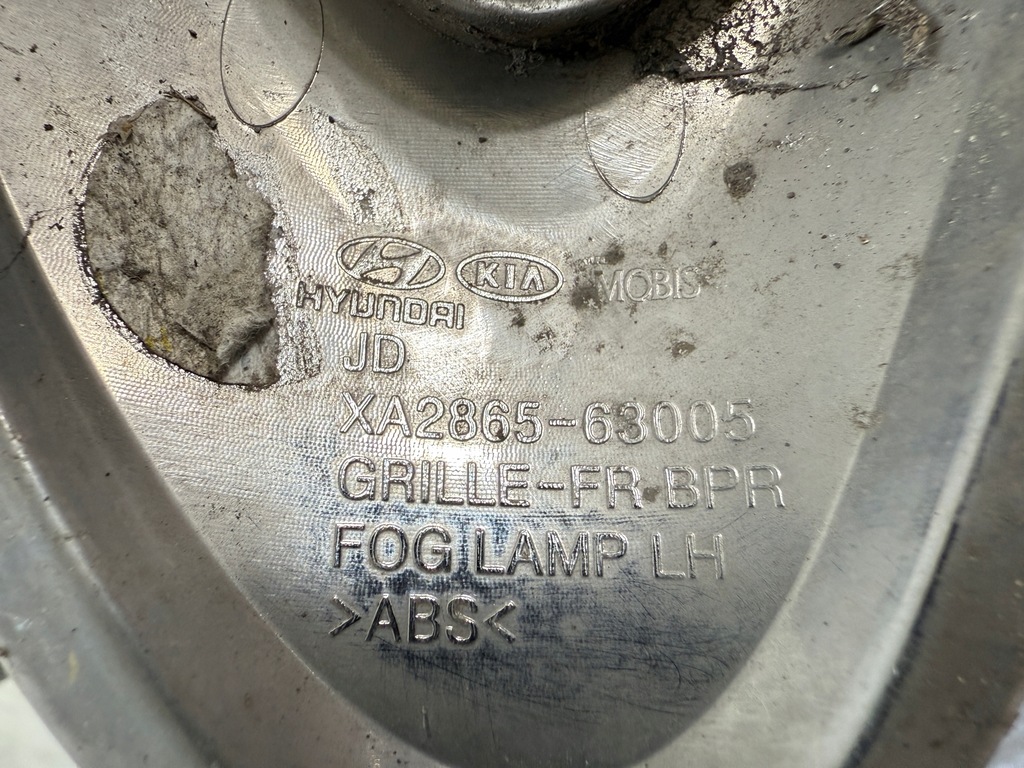 HYUNDAI KIA MOBIS
JD
XA2865-63005
GRILLE-FR BPR
FOG LAMP LH
>ABS<